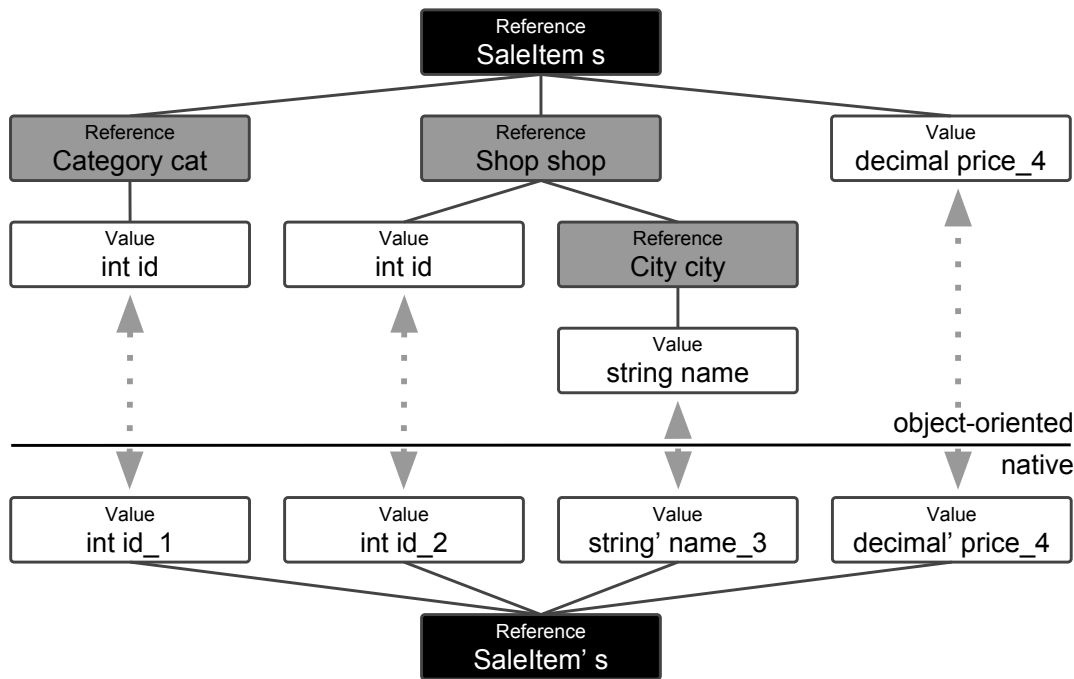 Reference
SaleItem s
Reference
Category cat
Reference
Shop shop
Value
decimal price_4
Value
int id
Value
int id
Reference
City city
Value
string name
object-oriented
native
Value
int id_1
Value
int id_2
Value
string’ name_3
Value
decimal’ price_4
Reference
SaleItem’ s